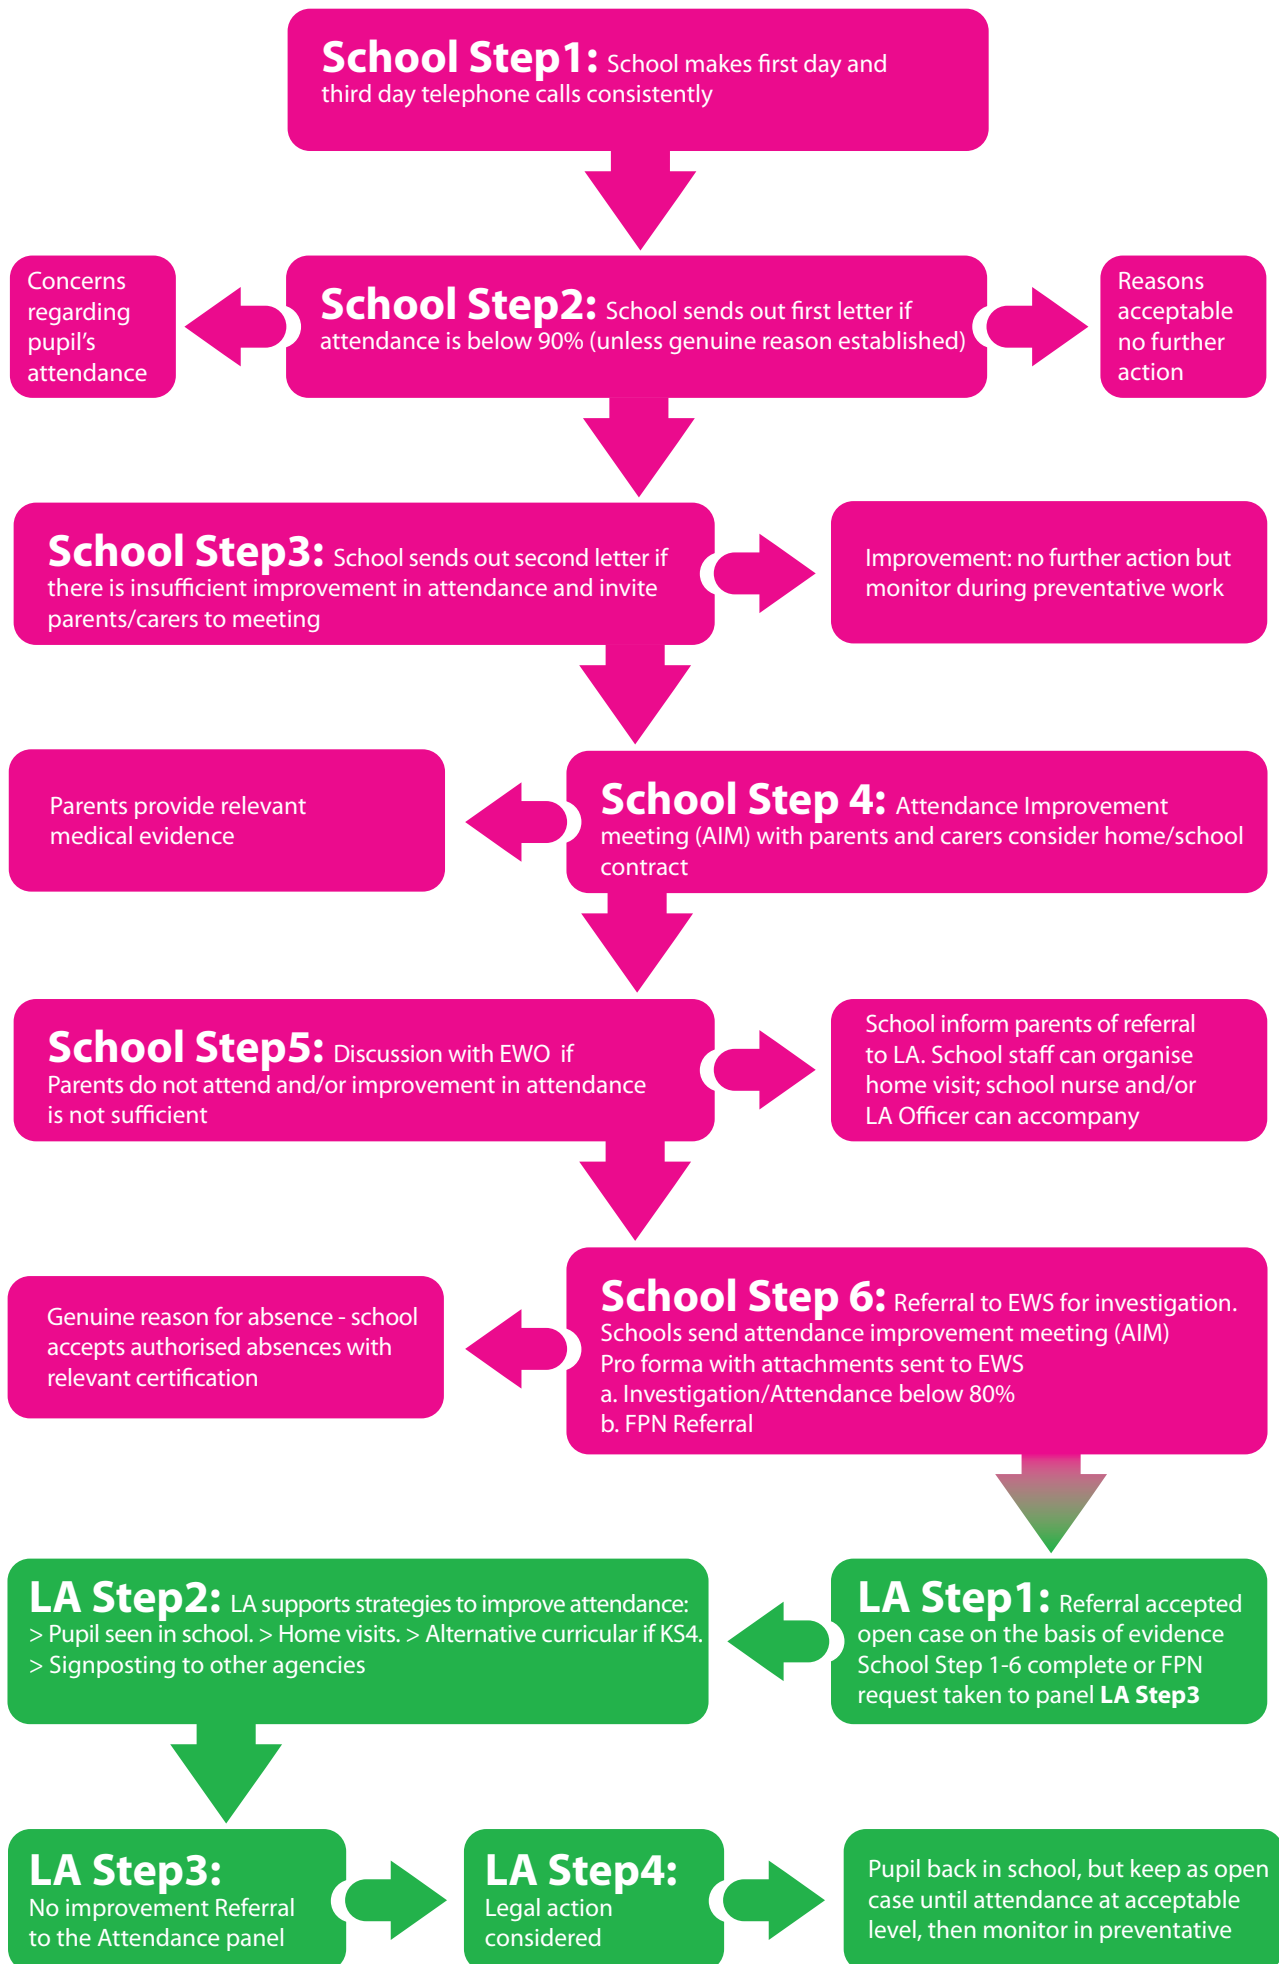 School Step1: School makes first day and
third day telephone calls consistently
Concerns
regarding
pupil's
attendance
School Step2: School sends out first letter if
attendance is below 90% (unless genuine reason established)
Reasons
acceptable
no further
action
School Step3: School sends out second letter if
there is insufficient improvement in attendance and invite
parents/carers to meeting
Improvement: no further action but
monitor during preventative work
Parents provide relevant
medical evidence
School Step 4: Attendance Improvement
meeting (AIM) with parents and carers consider home/school
contract
School Step5: Discussion with EWO if
Parents do not attend and/or improvement in attendance
is not sufficient
School inform parents of referral
to LA. School staff can organise
home visit; school nurse and/or
LA Officer can accompany
Genuine reason for absence - school
accepts authorised absences with
relevant certification
School Step 6: Referral to EWS for investigation.
Schools send attendance improvement meeting (AIM)
Pro forma with attachments sent to EWS
a. Investigation/Attendance below 80%
b. FPN Referral
LA Step1: Referral accepted
open case on the basis of evidence
School Step 1-6 complete or FPN
request taken to panel LA Step3
LA Step2: LA supports strategies to improve attendance:
> Pupil seen in school. > Home visits. > Alternative curricular if KS4.
> Signposting to other agencies
LA Step3:
No improvement Referral
to the Attendance panel
LA Step4:
Legal action
considered
Pupil back in school, but keep as open
case until attendance at acceptable
level, then monitor in preventative